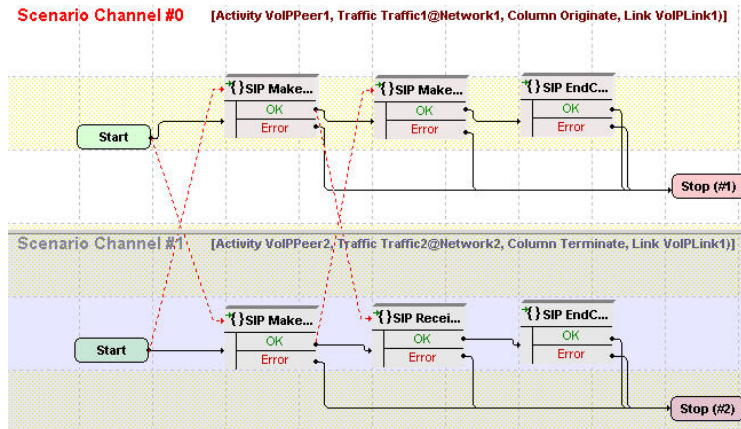 Scenario Channel #0 [Activity VoIPPeer1, Traffic Traffic1@Network1, Column Originate, Link VoIPLink1)]
{}SIP Make... {}SIP Make... {}SIP EndC...
OK OK OK
Error Error Error
Start
Stop (#1)
Scenario Channel #1 [Activity VoIPPeer2, Traffic Traffic2@Network2, Column Terminate, Link VoIPLink1)]
{}SIP Make... {}SIP Recei... {}SIP EndC...
OK OK OK
Error Error Error
Start
Stop (#2)